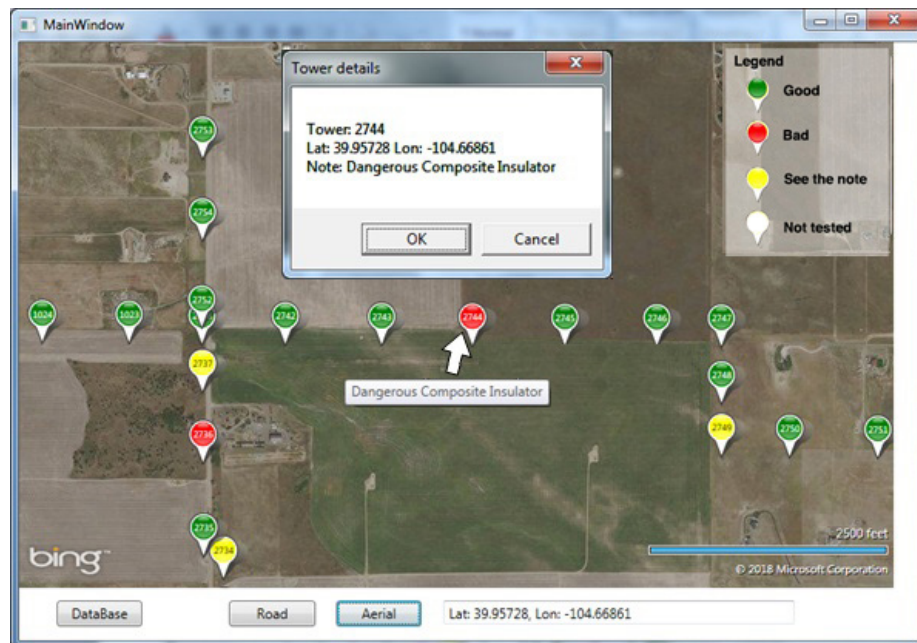 MainWindow
Tower details
Tower: 2744
Lat: 39.95728 Lon: -104.66861
Note: Dangerous Composite Insulator
OK
Cancel
Legend
Good
Bad
See the note
Not tested
2753
2754
2752
1024
1023
2742
2743
2744
2745
2746
2747
2737
2748
Dangerous Composite Insulator
2736
2749
2750
2751
2735
2734
2500 feet
bing™
© 2018 Microsoft Corporation
DataBase
Road
Aerial
Lat: 39.95728, Lon: -104.66861